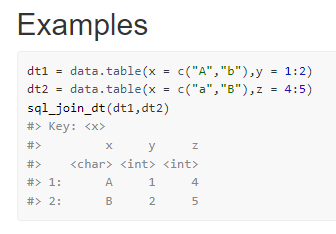 Examples
dt1 = data.table(x = c("A","b"),y = 1:2)
dt2 = data.table(x = c("a","B"),z = 4:5)
sql_join_dt(dt1,dt2)
#> Key: <x>
#>         x     y     z
#>    <char> <int> <int>
#> 1:      A     1     4
#> 2:      B     2     5